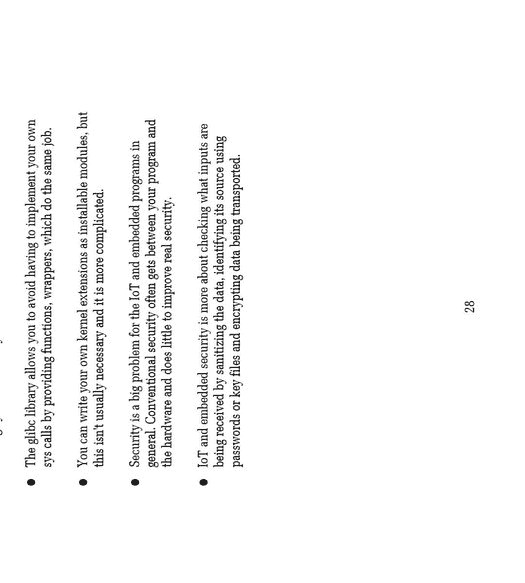 ● The glibc library allows you to avoid having to implement your own
sys calls by providing functions, wrappers, which do the same job.
● You can write your own kernel extensions as installable modules, but
this isn't usually necessary and it is more complicated.
● Security is a big problem for the IoT and embedded programs in
general. Conventional security often gets between your program and
the hardware and does little to improve real security.
● IoT and embedded security is more about checking what inputs are
being received by sanitizing the data, identifying its source using
passwords or key files and encrypting data being transported.
28